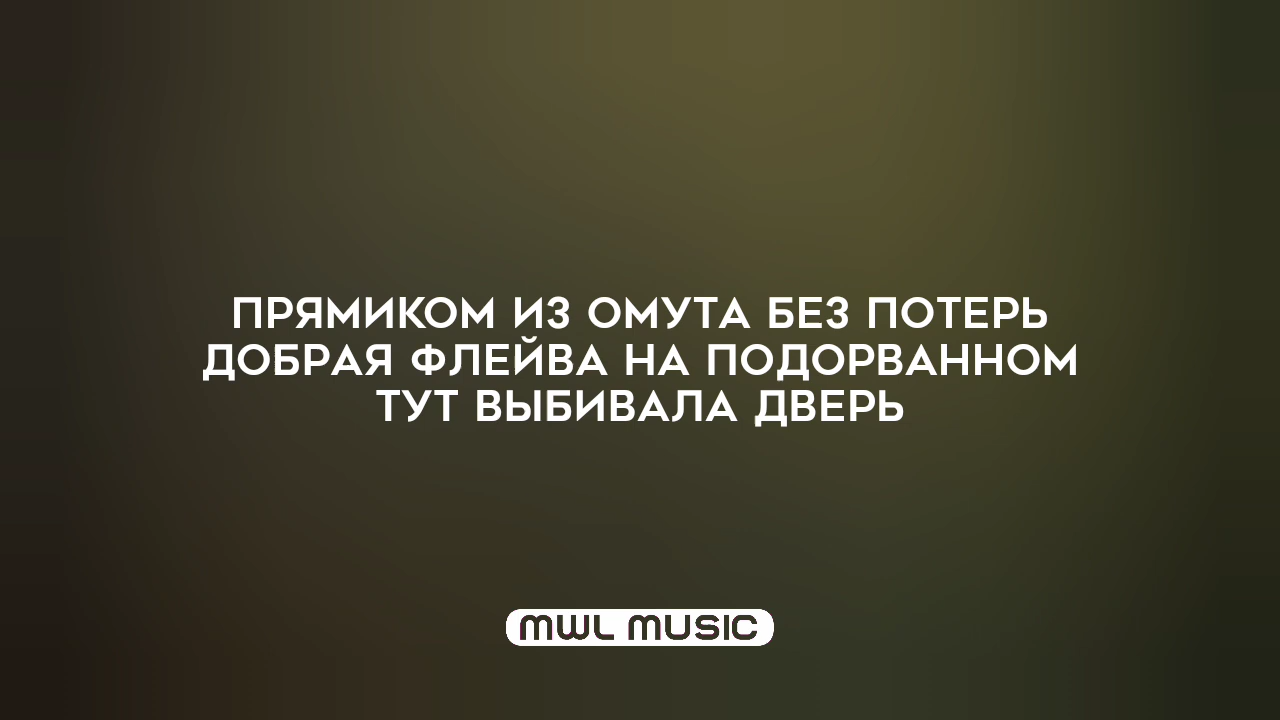 ПРЯМИКОМ ИЗ ОМУТА БЕЗ ПОТЕРЬ
ДОБРАЯ ФЛЕЙВА НА ПОДОРВАННОМ
ТУТ ВЫБИВАЛА ДВЕРЬ
MWL MUSIC